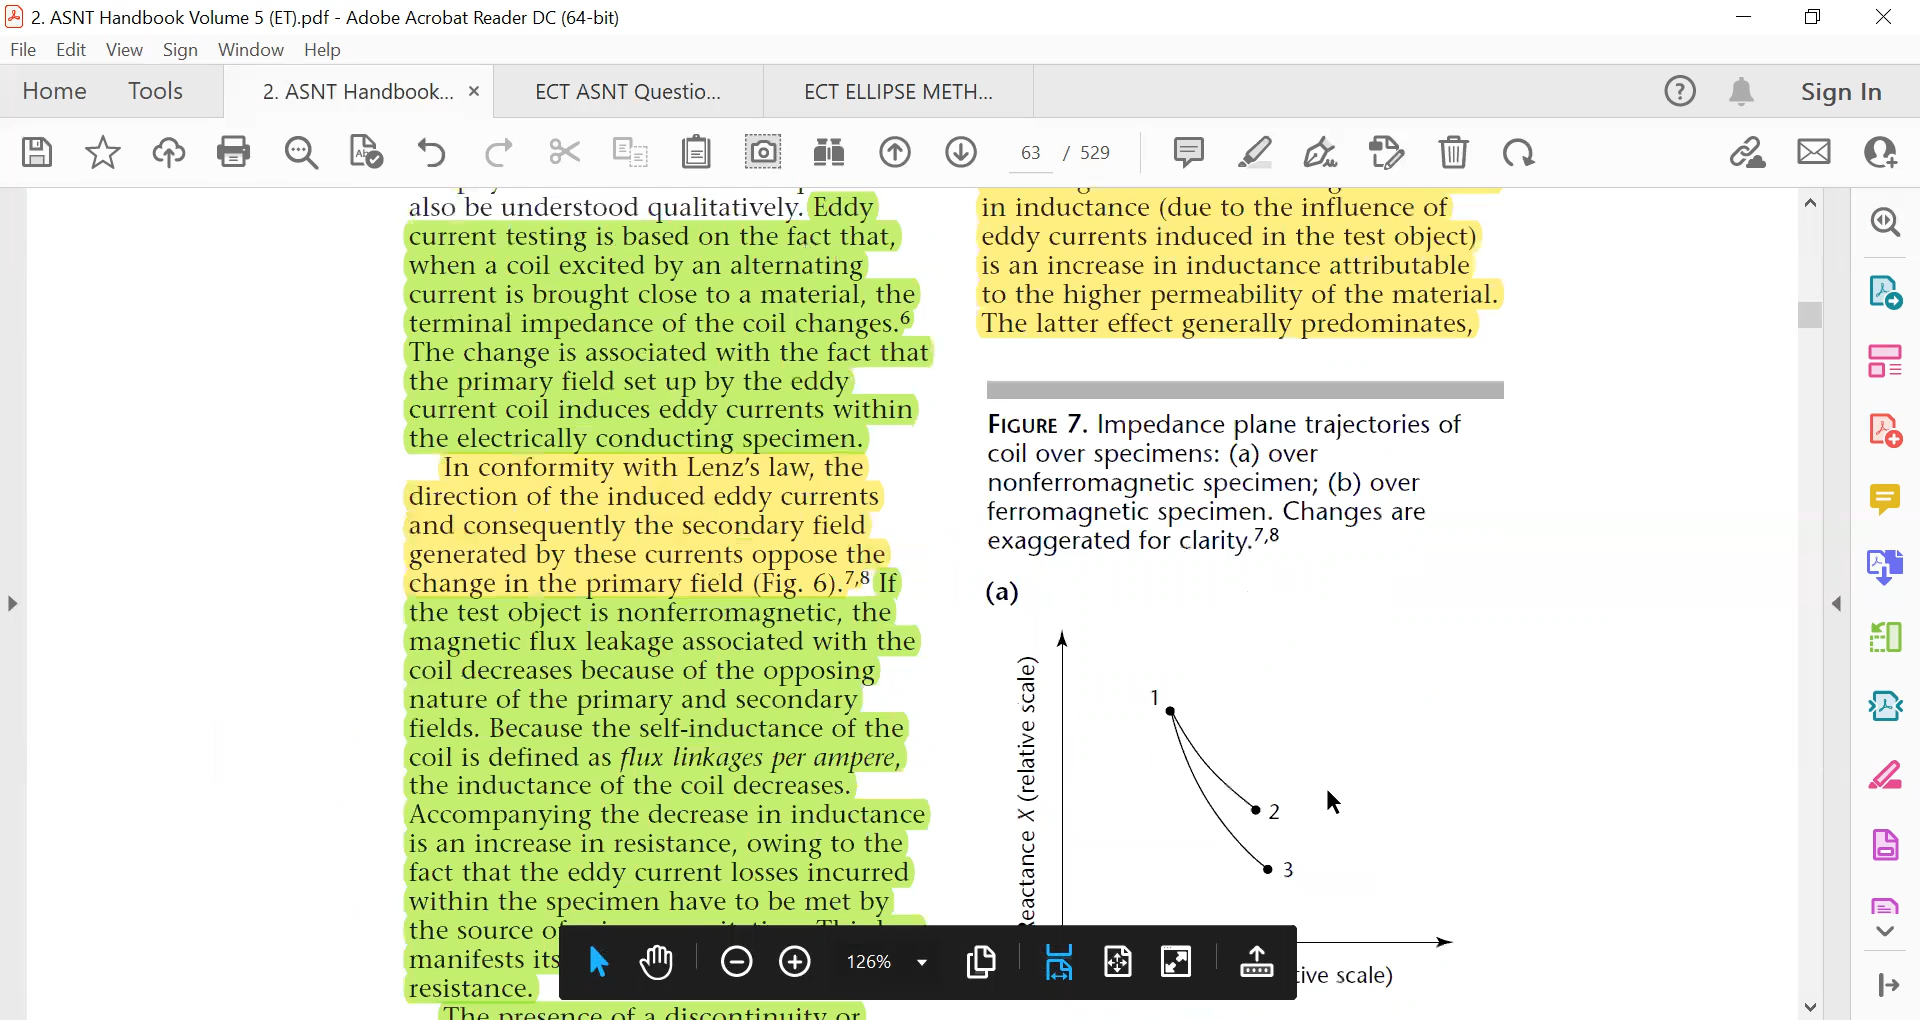 2. ASNT Handbook Volume 5 (ET).pdf - Adobe Acrobat Reader DC (64-bit)
File Edit View Sign Window Help
Home Tools 2. ASNT Handbook... × ECT ASNT Questio... ECT ELLIPSE METH... Sign In
63 / 529
also be understood qualitatively. Eddy
current testing is based on the fact that,
when a coil excited by an alternating
current is brought close to a material, the
terminal impedance of the coil changes.6
The change is associated with the fact that
the primary field set up by the eddy
current coil induces eddy currents within
the electrically conducting specimen.
In conformity with Lenz's law, the
direction of the induced eddy currents
and consequently the secondary field
generated by these currents oppose the
change in the primary field (Fig. 6).7,8 If
the test object is nonferromagnetic, the
magnetic flux leakage associated with the
coil decreases because of the opposing
nature of the primary and secondary
fields. Because the self-inductance of the
coil is defined as flux linkages per ampere,
the inductance of the coil decreases.
Accompanying the decrease in inductance
is an increase in resistance, owing to the
fact that the eddy current losses incurred
within the specimen have to be met by
the source of
manifests its
resistance.
The presence of a discontinuity or
in inductance (due to the influence of
eddy currents induced in the test object)
is an increase in inductance attributable
to the higher permeability of the material.
The latter effect generally predominates,
FIGURE 7. Impedance plane trajectories of
coil over specimens: (a) over
nonferromagnetic specimen; (b) over
ferromagnetic specimen. Changes are
exaggerated for clarity.7,8
(a)
Reactance X (relative scale)
1
2
3
tive scale)
126%